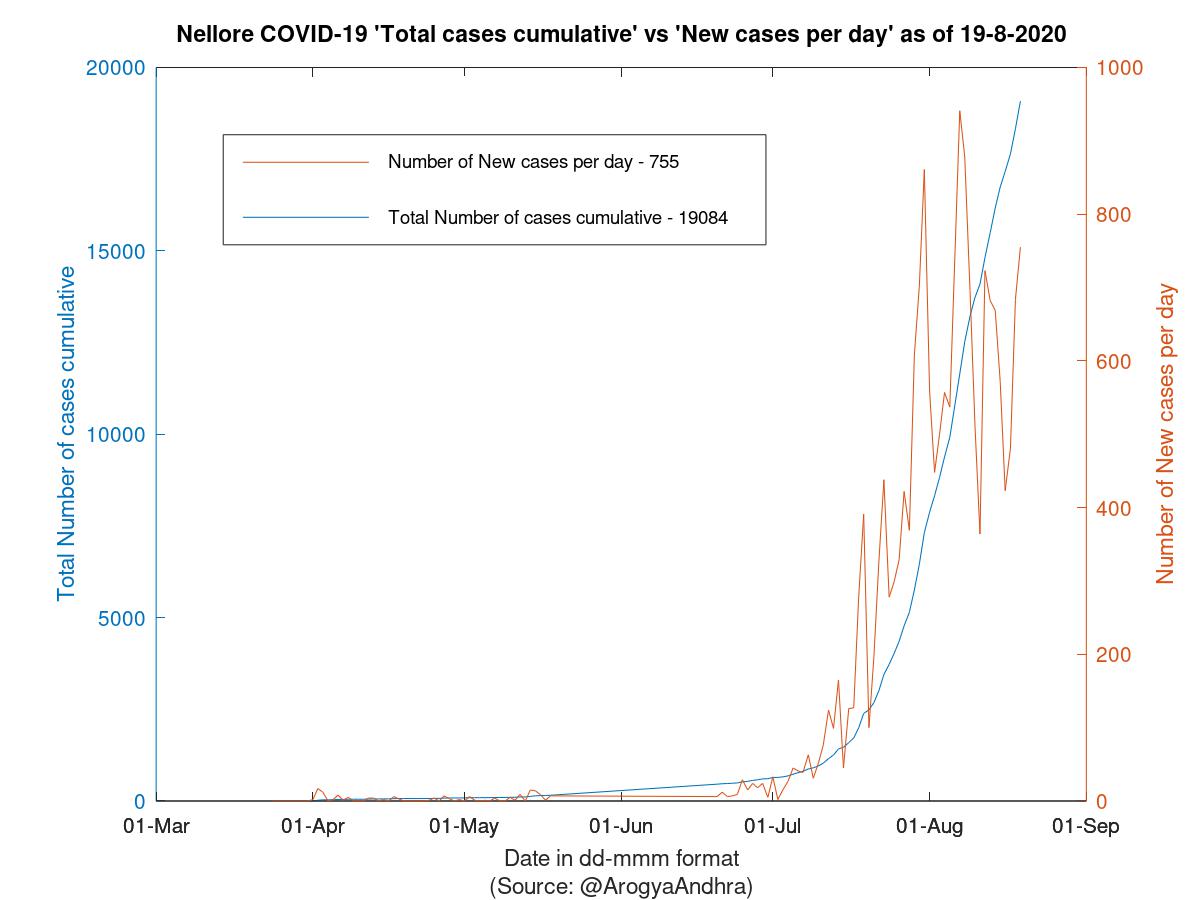 Nellore COVID-19 'Total cases cumulative' vs 'New cases per day' as of 19-8-2020
20000
15000
10000
5000
0
Total Number of cases cumulative
Number of New cases per day - 755
Total Number of cases cumulative - 19084
1000
800
600
400
200
0
Number of New cases per day
01-Mar
01-Apr
01-May
01-Jun
01-Jul
01-Aug
01-Sep
Date in dd-mmm format
(Source: @ArogyaAndhra)